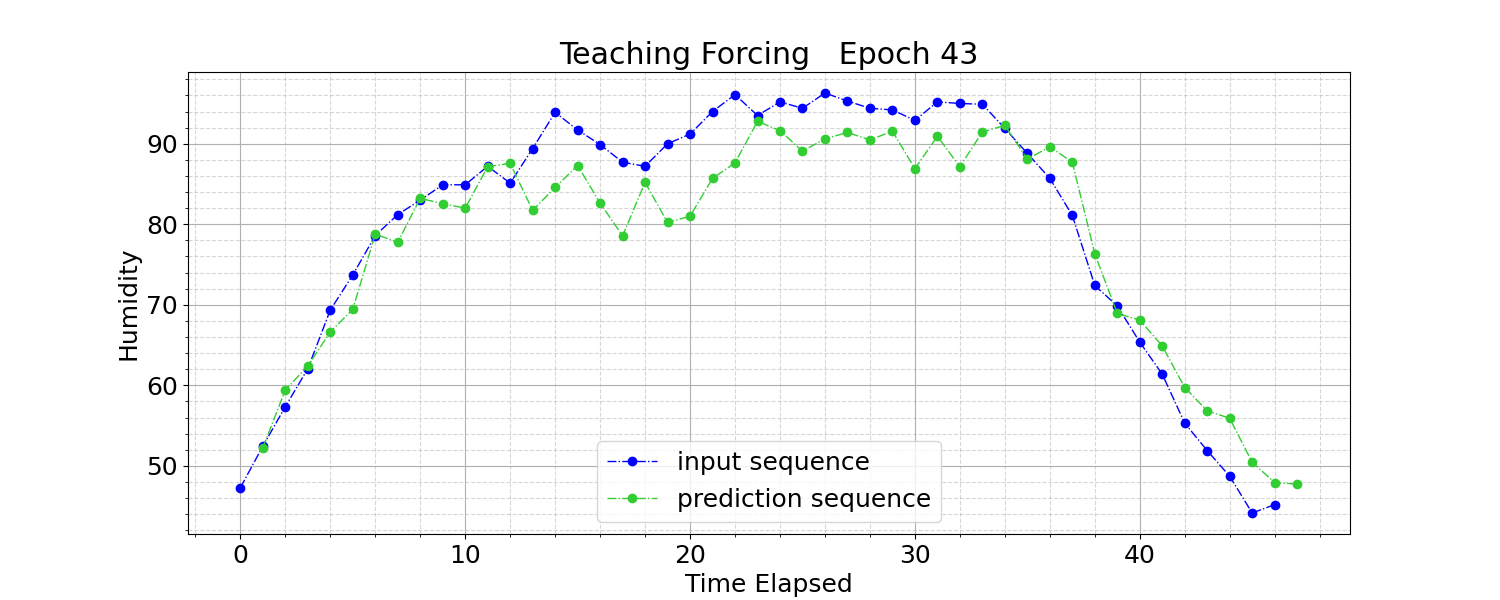 Teaching Forcing   Epoch 43
Humidity
90
80
70
60
50
input sequence
prediction sequence
0 10 20 30 40
Time Elapsed